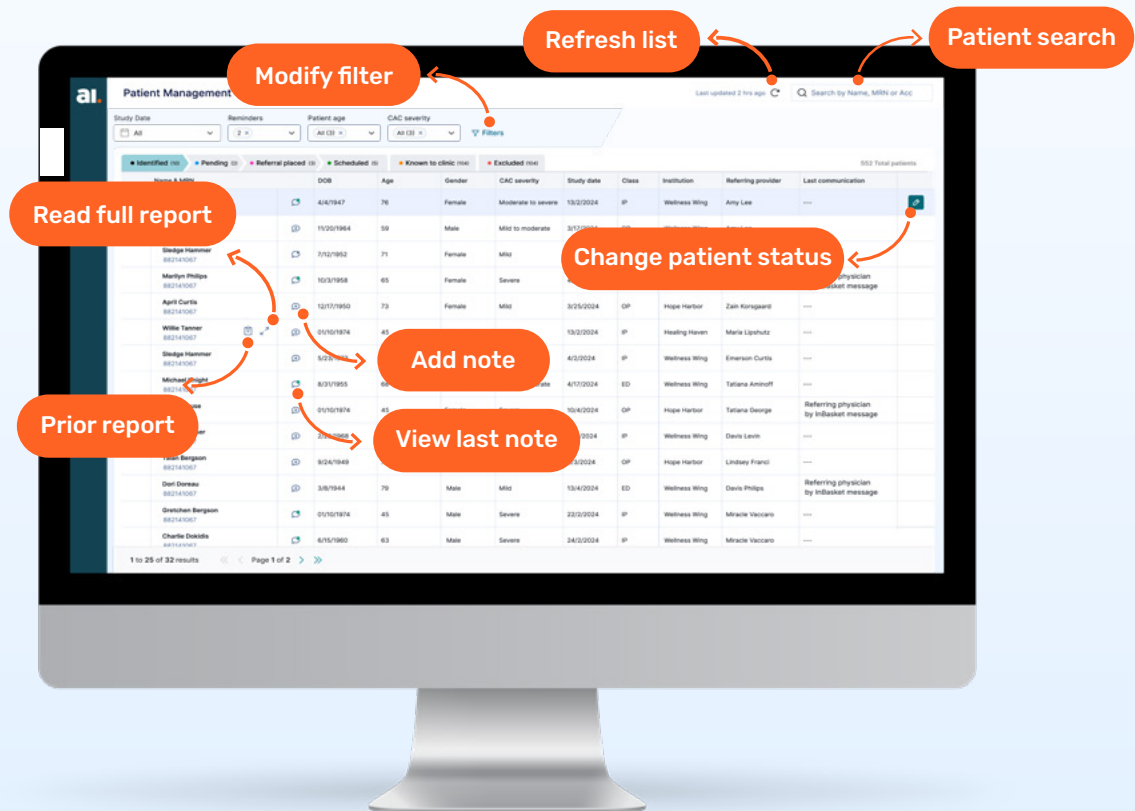 Refresh list
Patient search
Modify filter
ai.
Patient Management
Last updated 2 hrs ago
Search by Name, MRN or Acc
Study Date
Reminders
Patient age
CAC severity
All
2 ×
All (3) ×
All (3) ×
Filters
Identified
Pending
Referral placed
Scheduled
Known to clinic
Excluded
552 Total patients
Name & MRN
DOB
Age
Gender
CAC severity
Study date
Class
Institution
Referring provider
Last communication
Read full report
4/4/1947 76 Female Moderate to severe 13/2/2024 IP Wellness Wing Amy Lee ---
11/20/1964 59 Male Mild to moderate 3/17/2024
Change patient status
Sledge Hammer 7/12/1952 71 Female Mild
882141067
Marilyn Philips 10/3/1958 65 Female Severe physician
882141067 message
April Curtis 12/17/1950 73 Female Mild 3/25/2024 OP Hope Harbor Zain Korsgaard ---
882141067
Willie Tanner 01/10/1974 45 13/2/2024 IP Healing Haven Maria Lipshutz ---
882141067
Add note
Sledge Hammer 4/2/2024 IP Wellness Wing Emerson Curtis ---
882141067
Michael Knight 8/31/1955 4/17/2024 ED Wellness Wing Tatiana Aminoff ---
Prior report
View last note
01/10/1974 45 10/4/2024 OP Hope Harbor Tatiana George Referring physician
by InBasket message
IP Wellness Wing Davis Levin ---
Talan Bergson 9/24/1949 OP Hope Harbor Lindsey Franci ---
882141067
Dori Doreau 3/8/1944 79 Male Mild 13/4/2024 ED Wellness Wing Davis Philips Referring physician
882141067 by InBasket message
Gretchen Bergson 01/10/1974 45 Male Severe 22/2/2024 IP Wellness Wing Miracle Vaccaro ---
882141067
Charlie Dokidis 6/15/1960 63 Male Severe 24/2/2024 IP Wellness Wing Miracle Vaccaro ---
1 to 25 of 32 results
Page 1 of 2